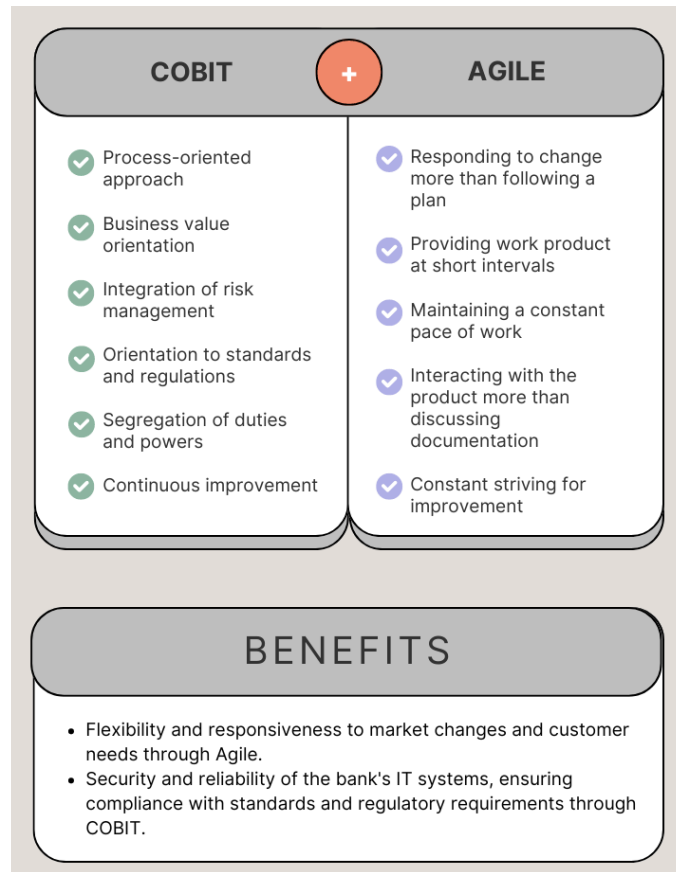 COBIT + AGILE
Process-oriented
approach
Business value
orientation
Integration of risk
management
Orientation to standards
and regulations
Segregation of duties
and powers
Continuous improvement
Responding to change
more than following a
plan
Providing work product
at short intervals
Maintaining a constant
pace of work
Interacting with the
product more than
discussing
documentation
Constant striving for
improvement
BENEFITS
• Flexibility and responsiveness to market changes and customer
needs through Agile.
• Security and reliability of the bank's IT systems, ensuring
compliance with standards and regulatory requirements through
COBIT.